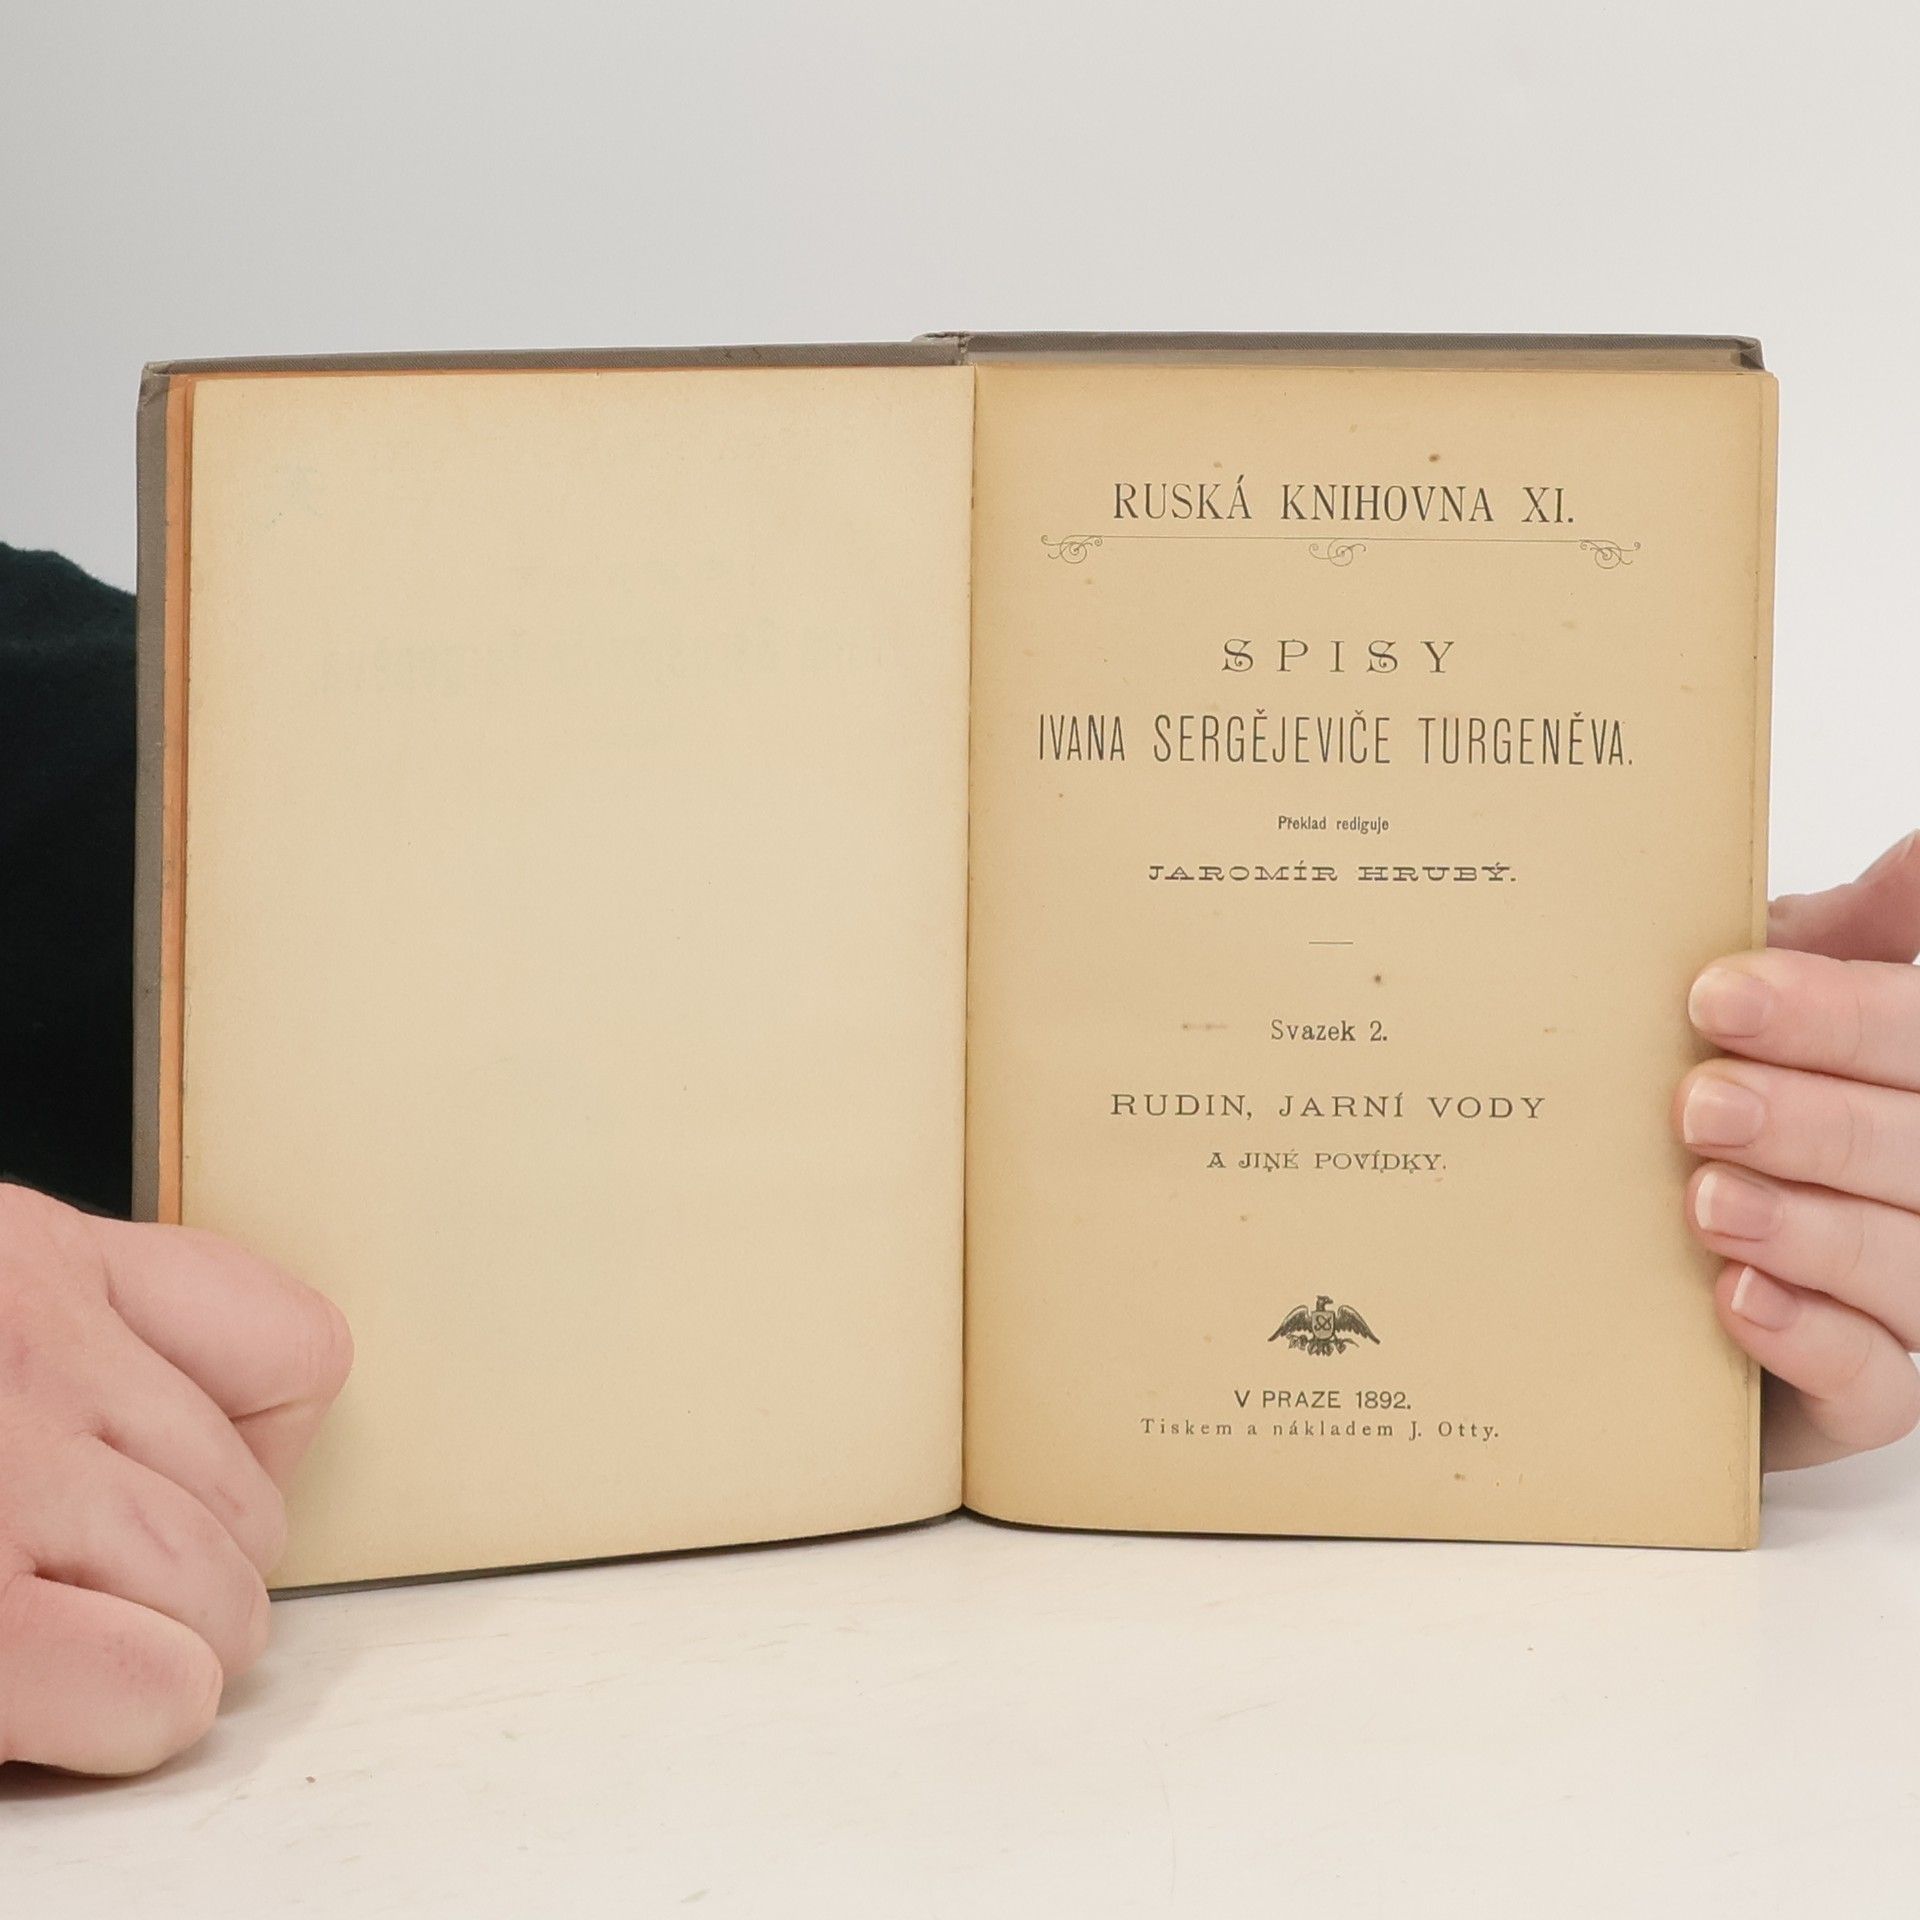 RUSKÁ KNIHOVNA XI.
SPISY
IVANA SERGĚJEVIČE TURGENĚVA.
Překlad rediguje
JAROMÍR HRUBÝ.
Svazek 2.
RUDIN, JARNÍ VODY
A JINÉ POVÍDKY.
V PRAZE 1892.
Tiskem a nákladem J. Otty.